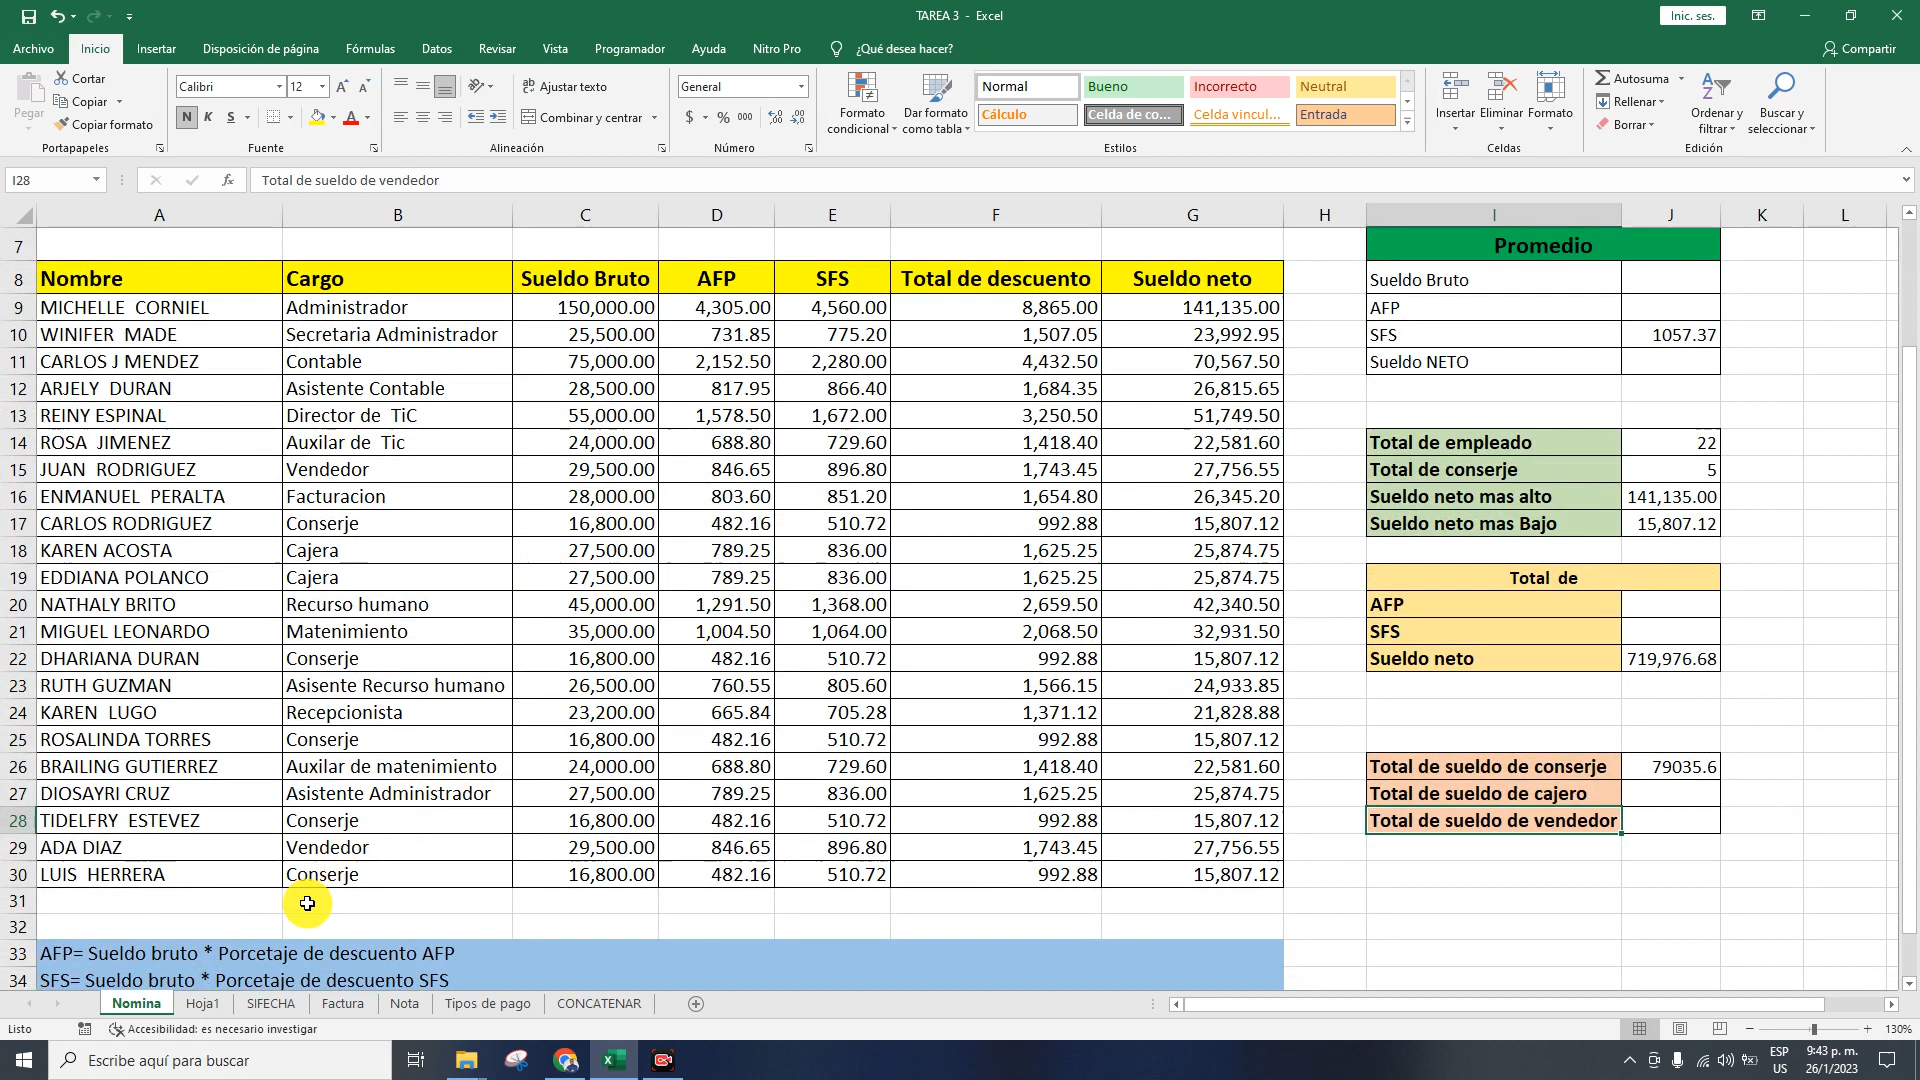 TAREA 3 - Excel
Inic. ses.
Archivo Inicio Insertar Disposición de página Fórmulas Datos Revisar Vista Programador Ayuda Nitro Pro ¿Qué desea hacer? Compartir
Pegar
Cortar
Copiar
Copiar formato
Portapapeles
Calibri 12
N K S
Fuente
Ajustar texto
Combinar y centrar
Alineación
General
$ % 000
Número
Formato condicional
Dar formato como tabla
Normal Bueno Incorrecto Neutral
Cálculo Celda de co... Celda vincul... Entrada
Estilos
Insertar Eliminar Formato
Celdas
Autosuma
Rellenar
Borrar
Ordenar y filtrar
Buscar y seleccionar
Edición
I28 fx Total de sueldo de vendedor
A B C D E F G H I J K L
7 Promedio
8 Nombre Cargo Sueldo Bruto AFP SFS Total de descuento Sueldo neto Sueldo Bruto
9 MICHELLE  CORNIEL Administrador 150,000.00 4,305.00 4,560.00 8,865.00 141,135.00 AFP
10 WINIFER  MADE Secretaria Administrador 25,500.00 731.85 775.20 1,507.05 23,992.95 SFS 1057.37
11 CARLOS J MENDEZ Contable 75,000.00 2,152.50 2,280.00 4,432.50 70,567.50 Sueldo NETO
12 ARJELY  DURAN Asistente Contable 28,500.00 817.95 866.40 1,684.35 26,815.65
13 REINY ESPINAL Director de  TiC 55,000.00 1,578.50 1,672.00 3,250.50 51,749.50
14 ROSA  JIMENEZ Auxilar de  Tic 24,000.00 688.80 729.60 1,418.40 22,581.60 Total de empleado 22
15 JUAN  RODRIGUEZ Vendedor 29,500.00 846.65 896.80 1,743.45 27,756.55 Total de conserje 5
16 ENMANUEL  PERALTA Facturacion 28,000.00 803.60 851.20 1,654.80 26,345.20 Sueldo neto mas alto 141,135.00
17 CARLOS RODRIGUEZ Conserje 16,800.00 482.16 510.72 992.88 15,807.12 Sueldo neto mas Bajo 15,807.12
18 KAREN ACOSTA Cajera 27,500.00 789.25 836.00 1,625.25 25,874.75
19 EDDIANA POLANCO Cajera 27,500.00 789.25 836.00 1,625.25 25,874.75 Total  de
20 NATHALY BRITO Recurso humano 45,000.00 1,291.50 1,368.00 2,659.50 42,340.50 AFP
21 MIGUEL LEONARDO Matenimiento 35,000.00 1,004.50 1,064.00 2,068.50 32,931.50 SFS
22 DHARIANA DURAN Conserje 16,800.00 482.16 510.72 992.88 15,807.12 Sueldo neto 719,976.68
23 RUTH GUZMAN Asisente Recurso humano 26,500.00 760.55 805.60 1,566.15 24,933.85
24 KAREN  LUGO Recepcionista 23,200.00 665.84 705.28 1,371.12 21,828.88
25 ROSALINDA TORRES Conserje 16,800.00 482.16 510.72 992.88 15,807.12
26 BRAILING GUTIERREZ Auxilar de matenimiento 24,000.00 688.80 729.60 1,418.40 22,581.60 Total de sueldo de conserje 79035.6
27 DIOSAYRI CRUZ Asistente Administrador 27,500.00 789.25 836.00 1,625.25 25,874.75 Total de sueldo de cajero
28 TIDELFRY  ESTEVEZ Conserje 16,800.00 482.16 510.72 992.88 15,807.12 Total de sueldo de vendedor
29 ADA DIAZ Vendedor 29,500.00 846.65 896.80 1,743.45 27,756.55
30 LUIS  HERRERA Conserje 16,800.00 482.16 510.72 992.88 15,807.12
31
32
33 AFP= Sueldo bruto * Porcetaje de descuento AFP
34 SFS= Sueldo bruto * Porcetaje de descuento SFS
Nomina Hoja1 SIFECHA Factura Nota Tipos de pago CONCATENAR
Listo Accesibilidad: es necesario investigar 130%
Escribe aquí para buscar
ESP
US
9:43 p. m.
26/1/2023